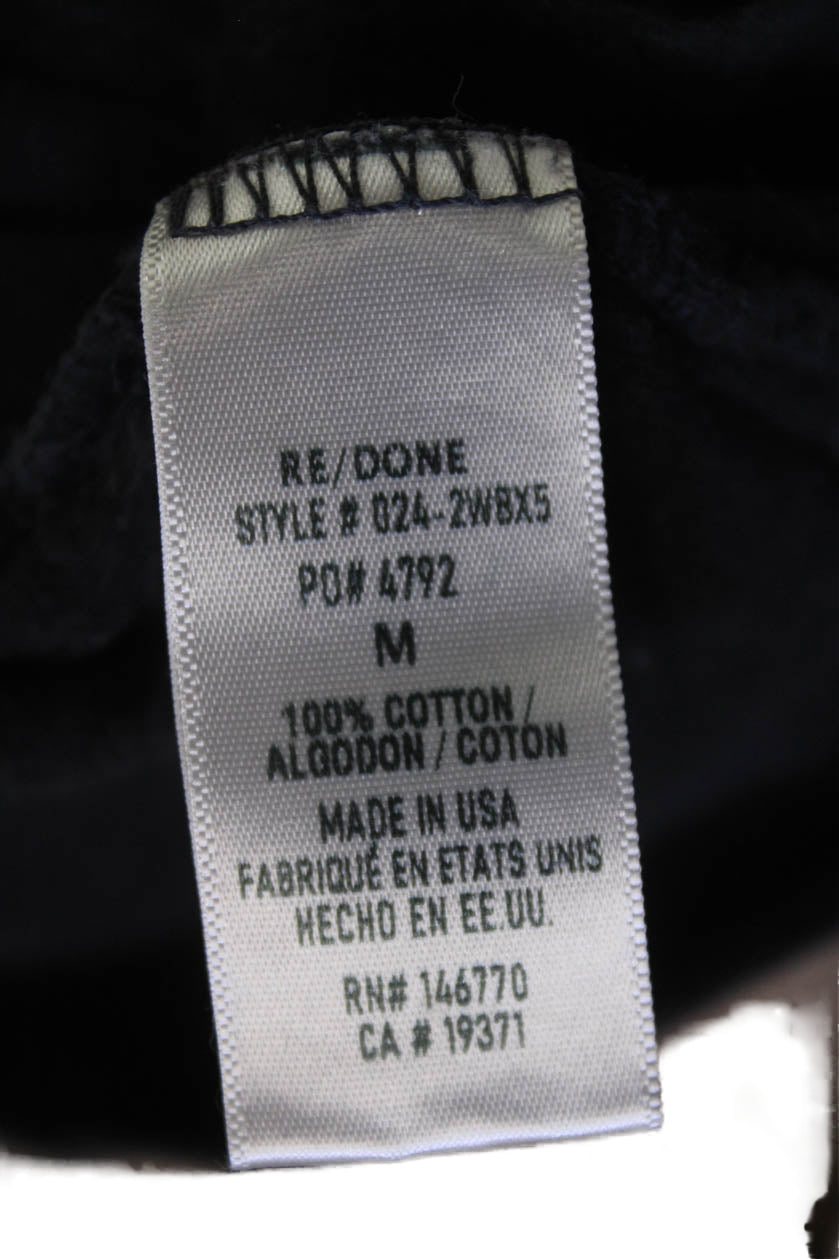 RE/DONE
STYLE # 024-2WBX5
PO# 4792
M
100% COTTON /
ALGODON / COTON
MADE IN USA
FABRIQUÉ EN ETATS UNIS
HECHO EN EE.UU.
RN# 146770
CA # 19371